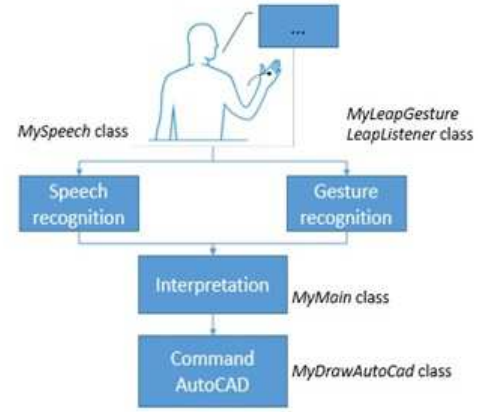 ...
MySpeech class
MyLeapGesture
LeapListener class
Speech
recognition
Gesture
recognition
Interpretation
MyMain class
Command
AutoCAD
MyDrawAutoCad class